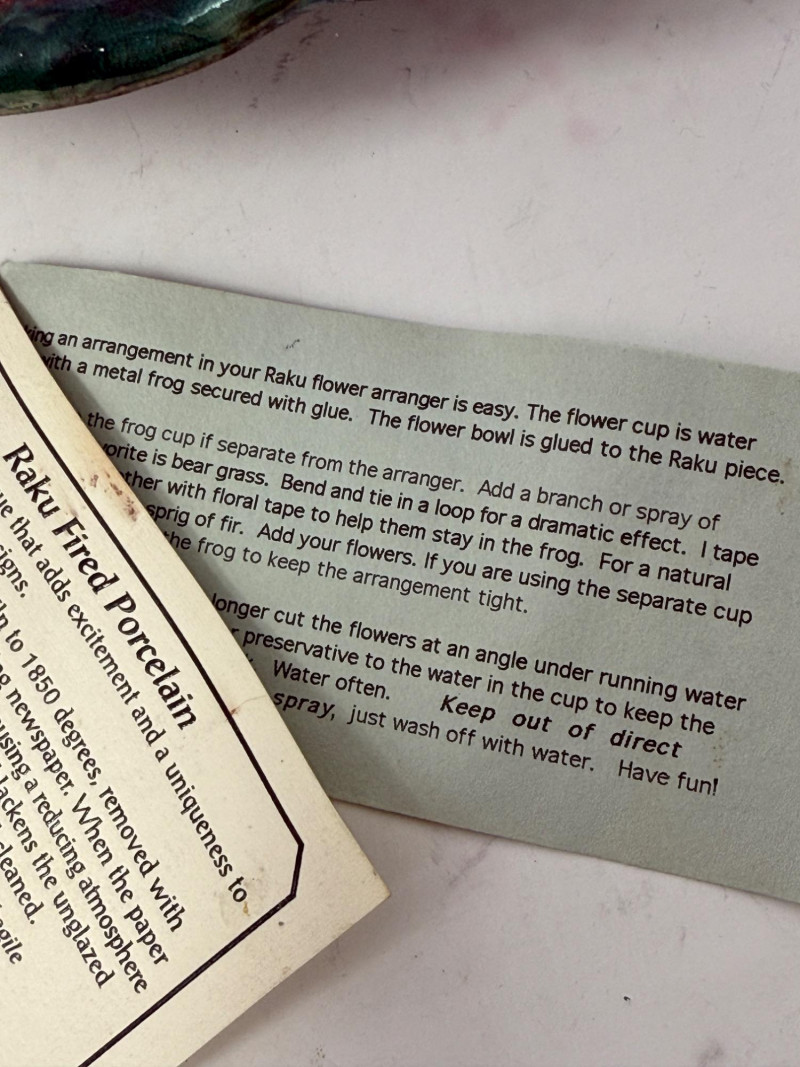 an arrangement in your Raku flower arranger is easy. The flower cup is water
with a metal frog secured with glue. The flower bowl is glued to the Raku piece.
the frog cup if separate from the arranger. Add a branch or spray of
is bear grass. Bend and tie in a loop for a dramatic effect. I tape
with floral tape to help them stay in the frog. For a natural
sprig of fir. Add your flowers. If you are using the separate cup
the frog to keep the arrangement tight.
longer cut the flowers at an angle under running water
preservative to the water in the cup to keep the
Water often. Keep out of direct
spray, just wash off with water. Have fun!
Raku Fired Porcelain
that adds excitement and a uniqueness to
to 1850 degrees, removed with
newspaper. When the paper
using a reducing atmosphere
the unglazed
cleaned.